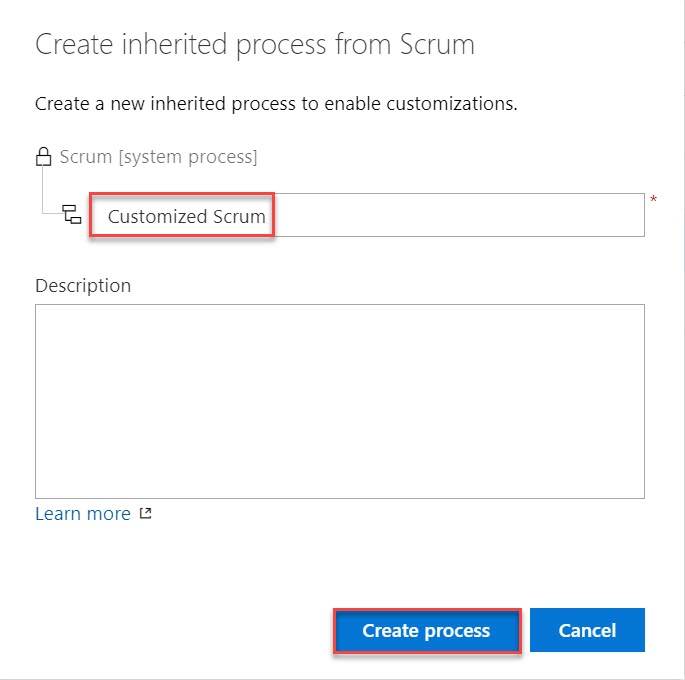 Create inherited process from Scrum
Create a new inherited process to enable customizations.
Scrum [system process]
Customized Scrum
*
Description
Learn more
Create process
Cancel